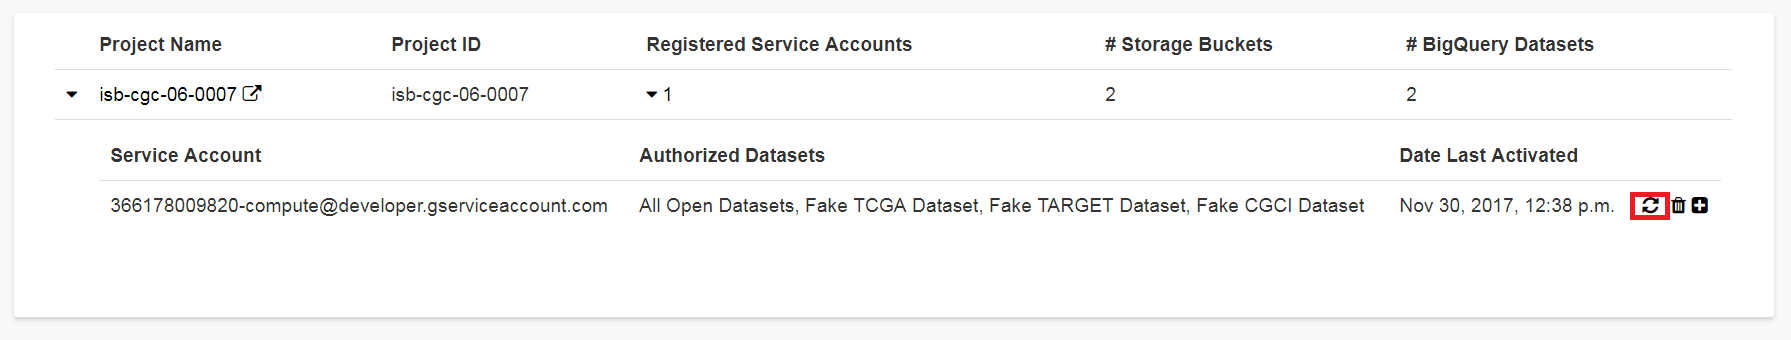 Project Name Project ID Registered Service Accounts # Storage Buckets # BigQuery Datasets
isb-cgc-06-0007 isb-cgc-06-0007 1 2 2
Service Account Authorized Datasets Date Last Activated
366178009820-compute@developer.gserviceaccount.com All Open Datasets, Fake TCGA Dataset, Fake TARGET Dataset, Fake CGCI Dataset Nov 30, 2017, 12:38 p.m.